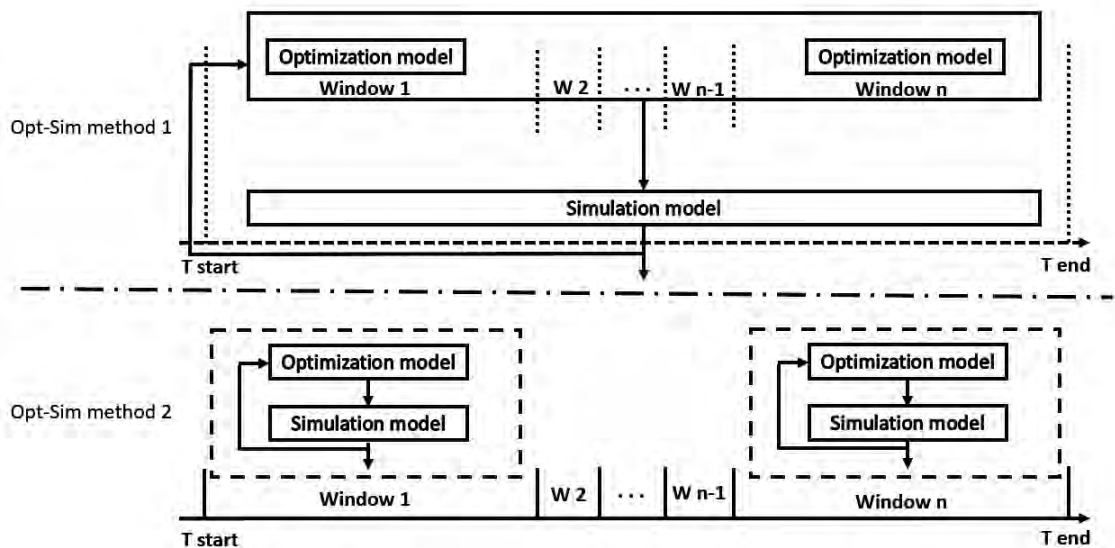 Optimization model
Optimization model
Window 1
W 2
...
W n-1
Window n
Opt-Sim method 1
Simulation model
T start
T end
Optimization model
Optimization model
Opt-Sim method 2
Simulation model
Simulation model
Window 1
W 2
...
W n-1
Window n
T start
T end